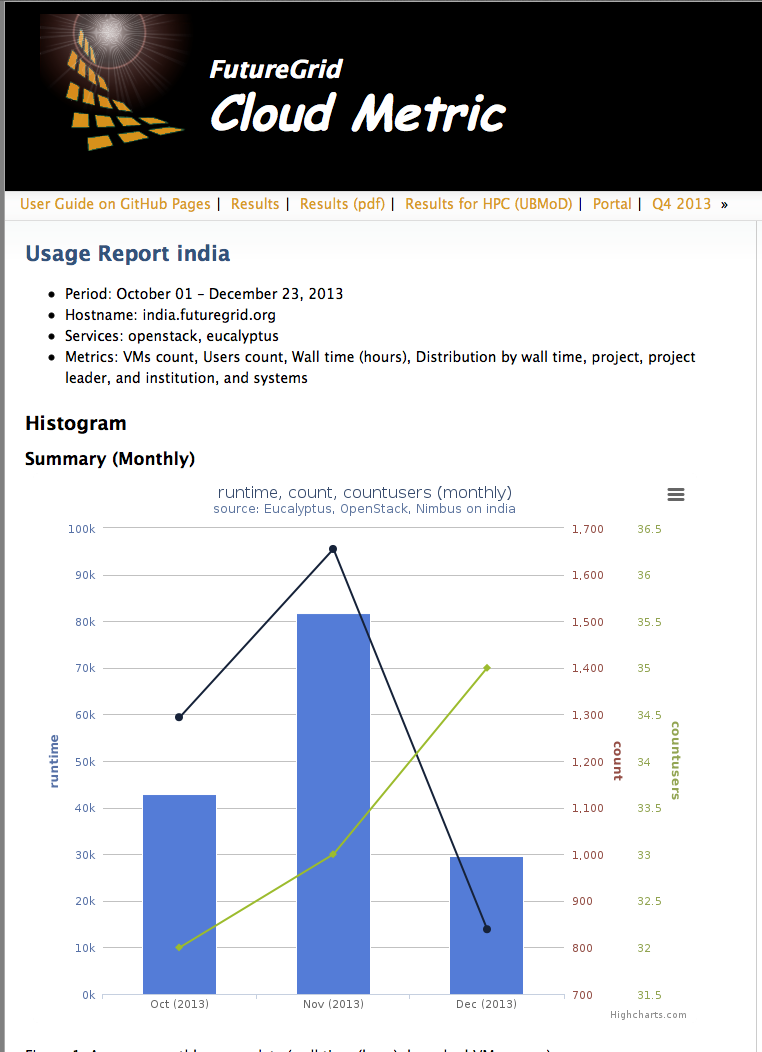 FutureGrid
Cloud Metric
User Guide on GitHub Pages | Results | Results (pdf) | Results for HPC (UBMoD) | Portal | Q4 2013 »
Usage Report india
• Period: October 01 – December 23, 2013
• Hostname: india.futuregrid.org
• Services: openstack, eucalyptus
• Metrics: VMs count, Users count, Wall time (hours), Distribution by wall time, project, project
leader, and institution, and systems
Histogram
Summary (Monthly)
runtime, count, countusers (monthly)
source: Eucalyptus, OpenStack, Nimbus on india
100k 1,700 36.5
90k 1,600 36
80k 1,500 35.5
70k 1,400 35
60k 1,300 34.5
50k 1,200 34
40k 1,100 33.5
30k 1,000 33
20k 900 32.5
10k 800 32
0k 700 31.5
runtime
count
countusers
Oct (2013) Nov (2013) Dec (2013)
Highcharts.com